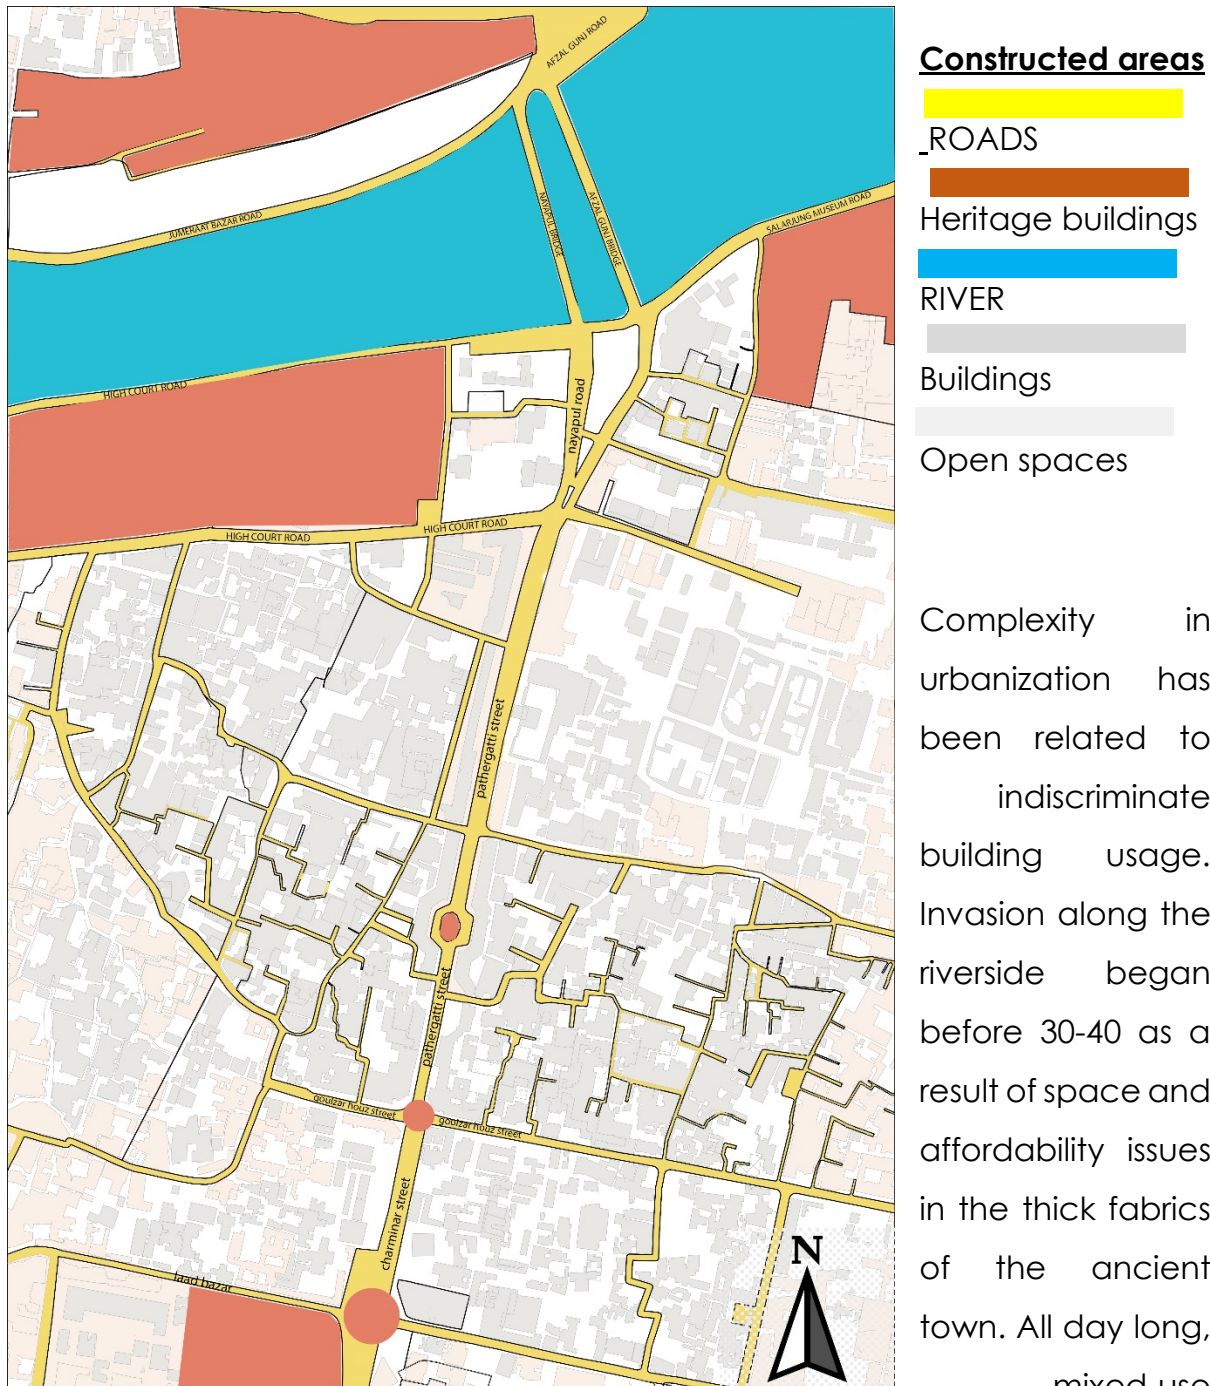 AFZAL GUNJ ROAD
JUMERAAT BAZAR ROAD
NAYAPUL BRIDGE
AFZAL GUNJ BRIDGE
SALARJUNG MUSEUM ROAD
HIGH COURT ROAD
nayapul road
HIGH COURT ROAD
HIGH COURT ROAD
pathergatti street
pathergatti street
goulzar houz street
goulzar houz street
charminar street
laad bazar
N
Constructed areas
ROADS
Heritage buildings
RIVER
Buildings
Open spaces
Complexity in
urbanization has
been related to
indiscriminate
building usage.
Invasion along the
riverside began
before 30-40 as a
result of space and
affordability issues
in the thick fabrics
of the ancient
town. All day long,
mixed use